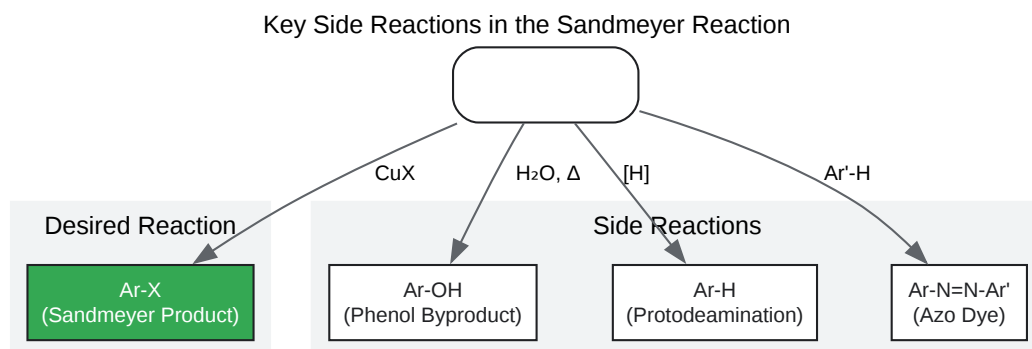 Key Side Reactions in the Sandmeyer Reaction
CuX
H₂O, Δ
[H]
Ar'-H
Desired Reaction
Side Reactions
Ar-X
(Sandmeyer Product)
Ar-OH
(Phenol Byproduct)
Ar-H
(Protodeamination)
Ar-N=N-Ar'
(Azo Dye)